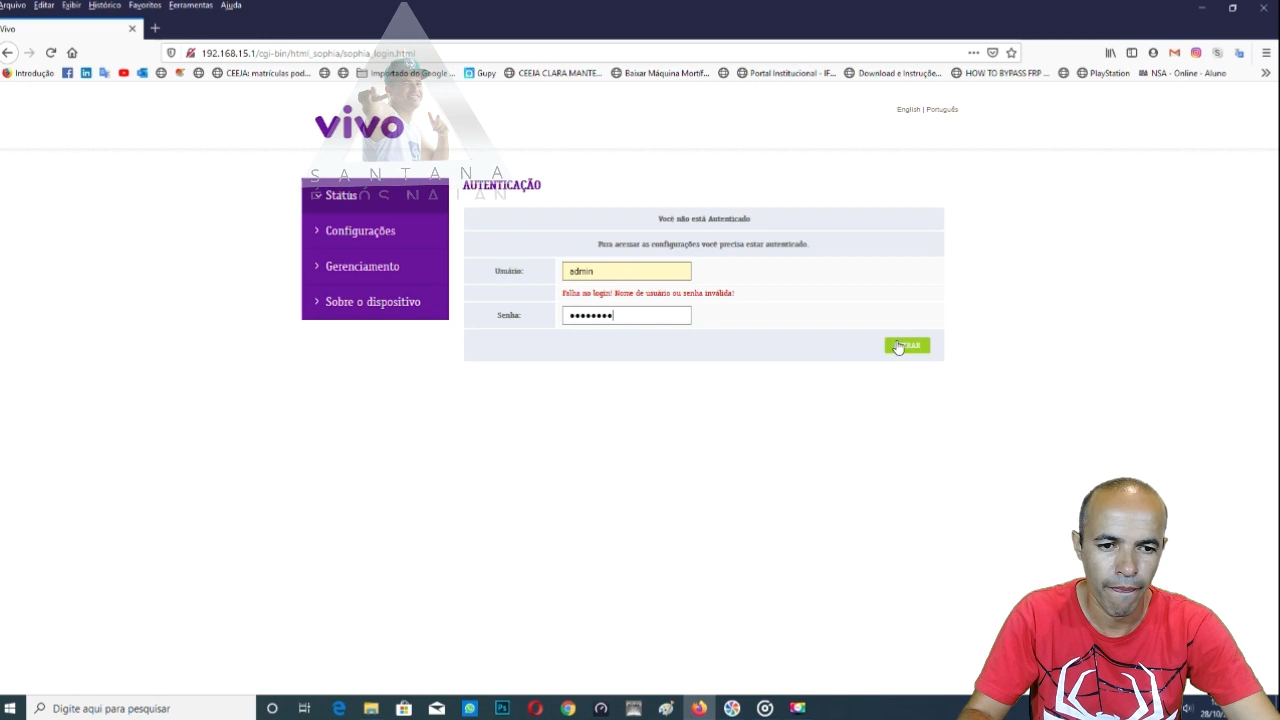 Arquivo Editar Exibir Histórico Favoritos Ferramentas Ajuda
Vivo
192.168.15.1/cgi-bin/html_sophia/sophia_login.html
Introdução
CEEJA: matrículas pod...
Importado do Google ...
Gupy
CEEJA CLARA MANTE...
Baixar Máquina Mortíf...
Portal Institucional - IF...
Download e Instruçõe...
HOW TO BYPASS FRP ...
PlayStation
NSA - Online - Aluno
English | Português
vivo
SANTANA
AUTENTICAÇÃO
Status
Configurações
Gerenciamento
Sobre o dispositivo
Você não está Autenticado
Para acessar as configurações você precisa estar autenticado.
Usuário: admin
Falha no login! Nome de usuário ou senha inválida!
Senha: ••••••••
Digite aqui para pesquisar
28/10/